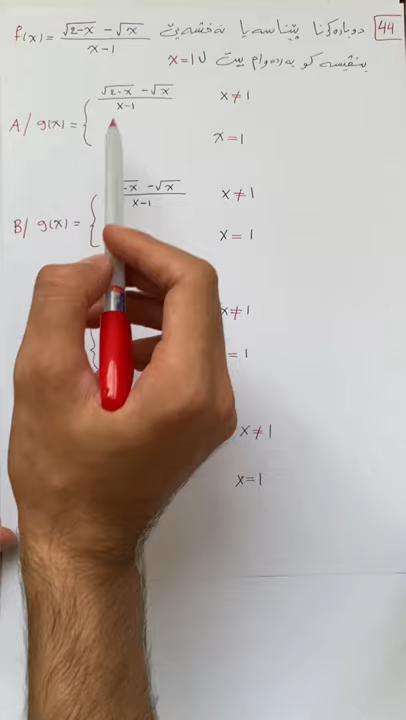 44 دوبارەکرنا پێناسەیا نەخشەیێ f(x) = √2-x - √x / x-1
بنڤیسە کو بەردەوام بیت ل x=1
A/ g(x) = { √2-x - √x / x-1 x≠1
x=1
B/ g(x) = { -x - √x / x-1 x≠1
x=1
x≠1
=1
x≠1
x=1